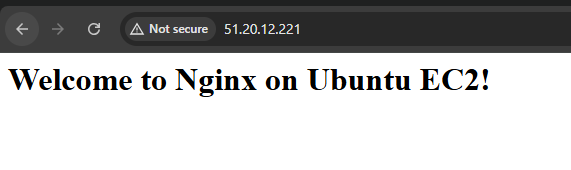 Not secure 51.20.12.221
Welcome to Nginx on Ubuntu EC2!